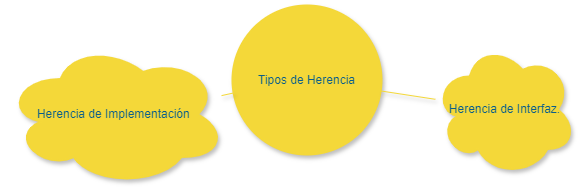 Tipos de Herencia
Herencia de Implementación
Herencia de Interfaz.